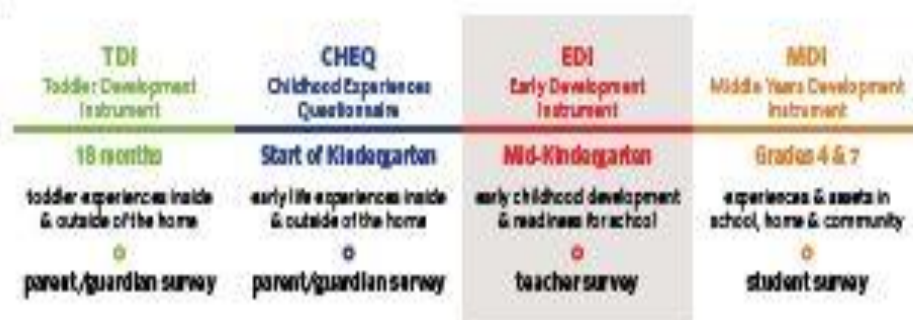 TDI
Toddler Development
Instrument
18 months
toddler experiences inside
& outside of the home
parent/guardian survey
CHEQ
Childhood Experiences
Questionnaire
Start of Kindergarten
early life experiences inside
& outside of the home
parent/guardian survey
EDI
Early Development
Instrument
Mid-Kindergarten
early childhood development
& readiness for school
teacher survey
MDI
Middle Years Development
Instrument
Grades 4 & 7
experiences & assets in
school, home & community
student survey